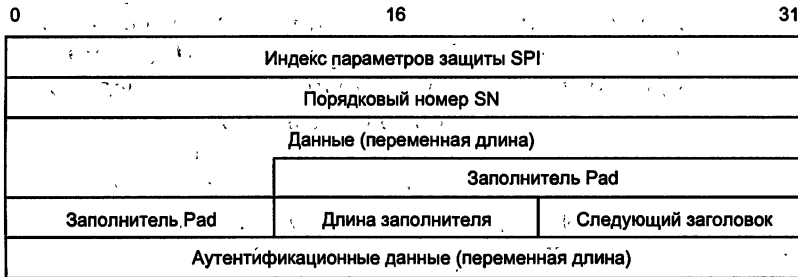 0 16 31
Индекс параметров защиты SPI
Порядковый номер SN
Данные (переменная длина)
Заполнитель Pad
Заполнитель Pad Длина заполнителя Следующий заголовок
Аутентификационные данные (переменная длина)